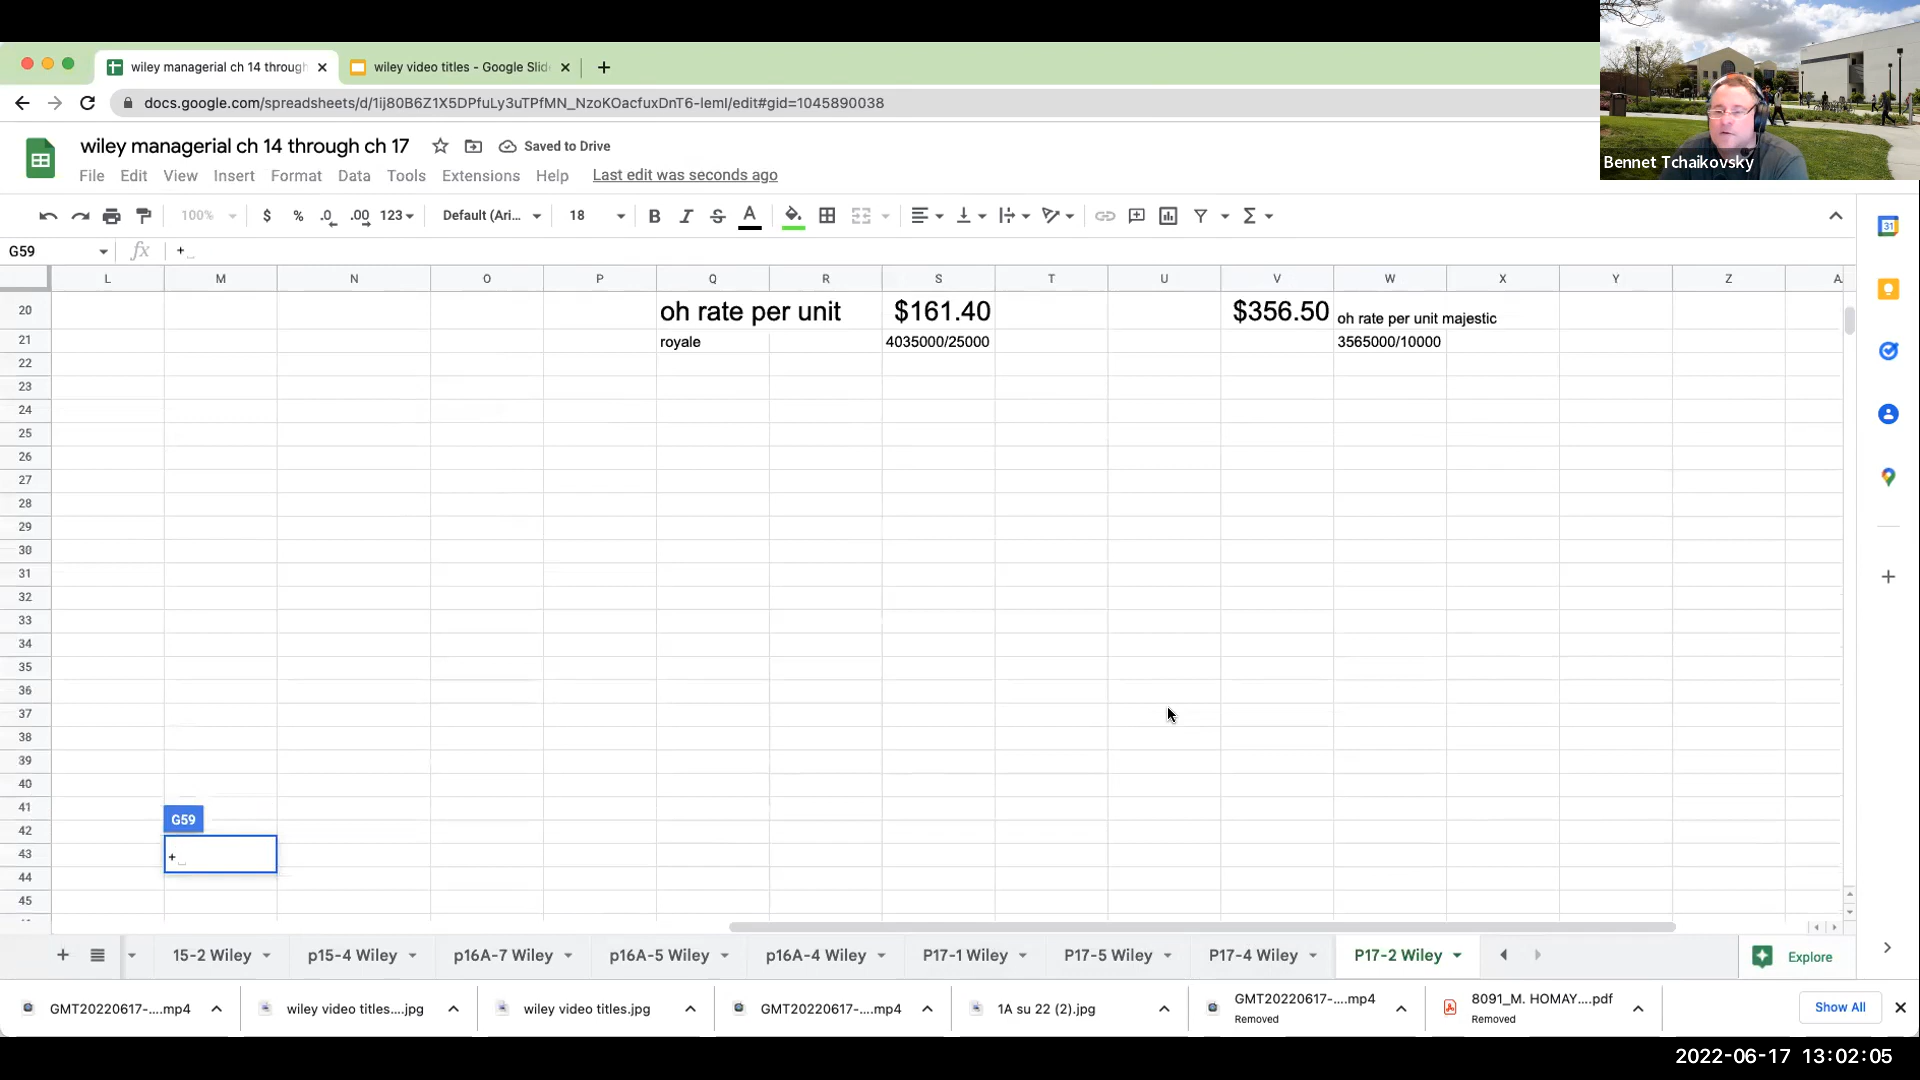 wiley managerial ch 14 through
wiley video titles - Google Slid
docs.google.com/spreadsheets/d/1ij80B6Z1X5DPfuLy3uTPfMN_NzoKOacfuxDnT6-lemI/edit#gid=1045890038
Bennet Tchaikovsky
wiley managerial ch 14 through ch 17
Saved to Drive
File Edit View Insert Format Data Tools Extensions Help Last edit was seconds ago
100% $ % .0 .00 123 Default (Ari... 18 B I S A
31
G59 fx +
L M N O P Q R S T U V W X Y Z A
20 oh rate per unit $161.40 $356.50 oh rate per unit majestic
21 royale 4035000/25000 3565000/10000
22
23
24
25
26
27
28
29
30
31
32
33
34
35
36
37
38
39
40
41
G59
42
43 +
44
45
15-2 Wiley p15-4 Wiley p16A-7 Wiley p16A-5 Wiley p16A-4 Wiley P17-1 Wiley P17-5 Wiley P17-4 Wiley P17-2 Wiley Explore
GMT20220617-....mp4 wiley video titles....jpg wiley video titles.jpg GMT20220617-....mp4 1A su 22 (2).jpg GMT20220617-....mp4 8091_M. HOMAY....pdf Show All
Removed Removed
2022-06-17 13:02:05